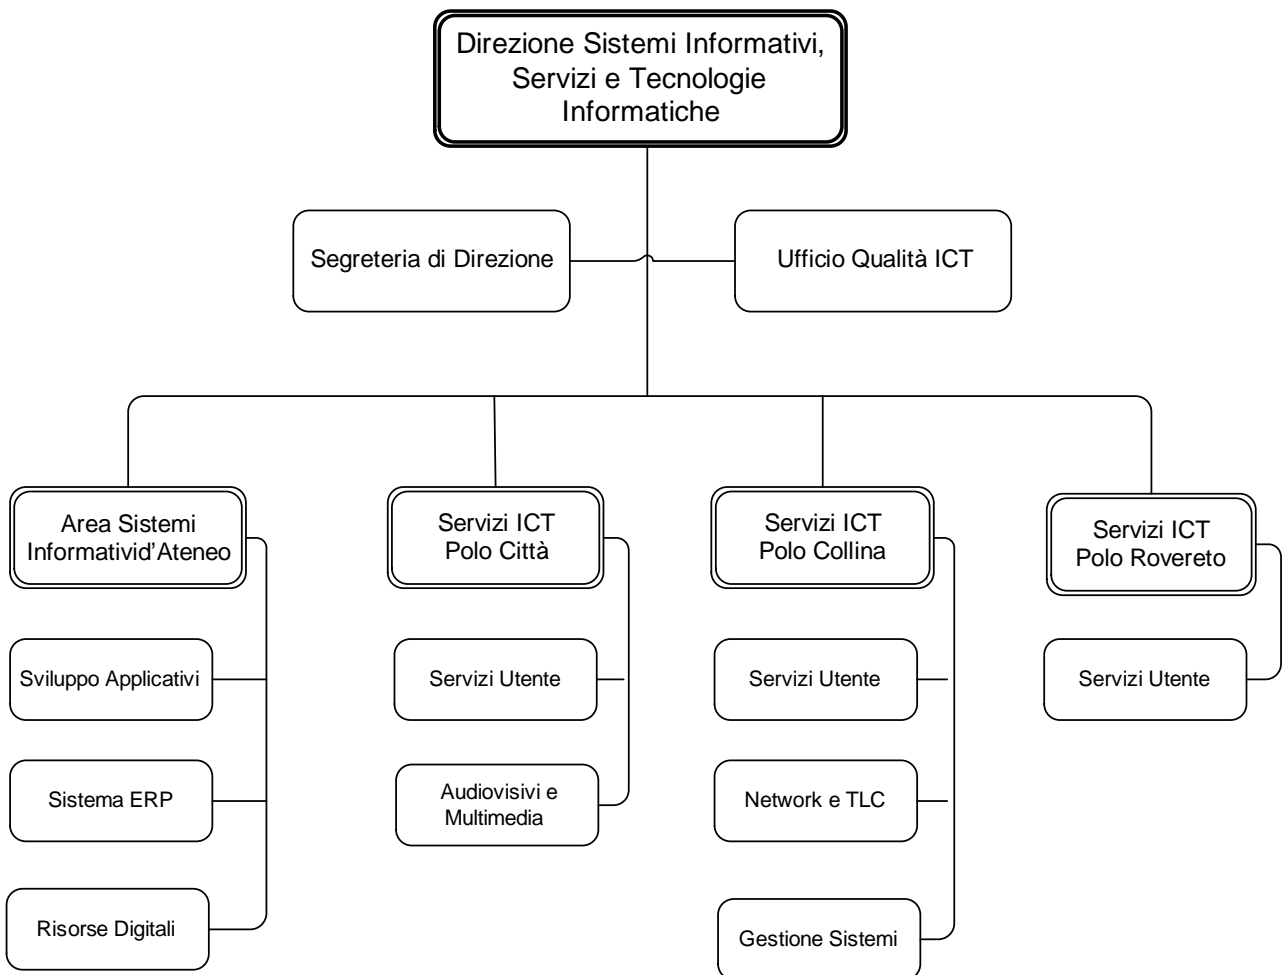 Direzione Sistemi Informativi,
Servizi e Tecnologie
Informatiche
Segreteria di Direzione
Ufficio Qualità ICT
Area Sistemi
Informativid'Ateneo
Servizi ICT
Polo Città
Servizi ICT
Polo Collina
Servizi ICT
Polo Rovereto
Sviluppo Applicativi
Servizi Utente
Servizi Utente
Servizi Utente
Sistema ERP
Audiovisivi e
Multimedia
Network e TLC
Risorse Digitali
Gestione Sistemi